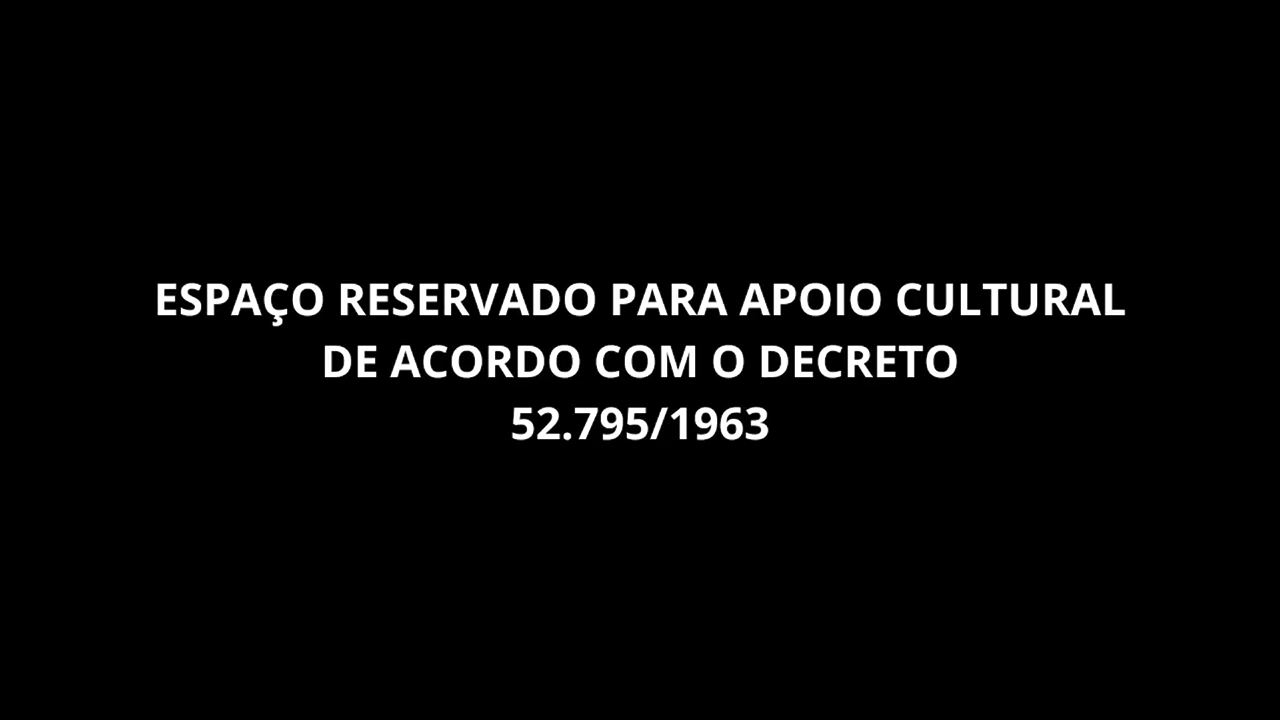 ESPAÇO RESERVADO PARA APOIO CULTURAL
DE ACORDO COM O DECRETO
52.795/1963